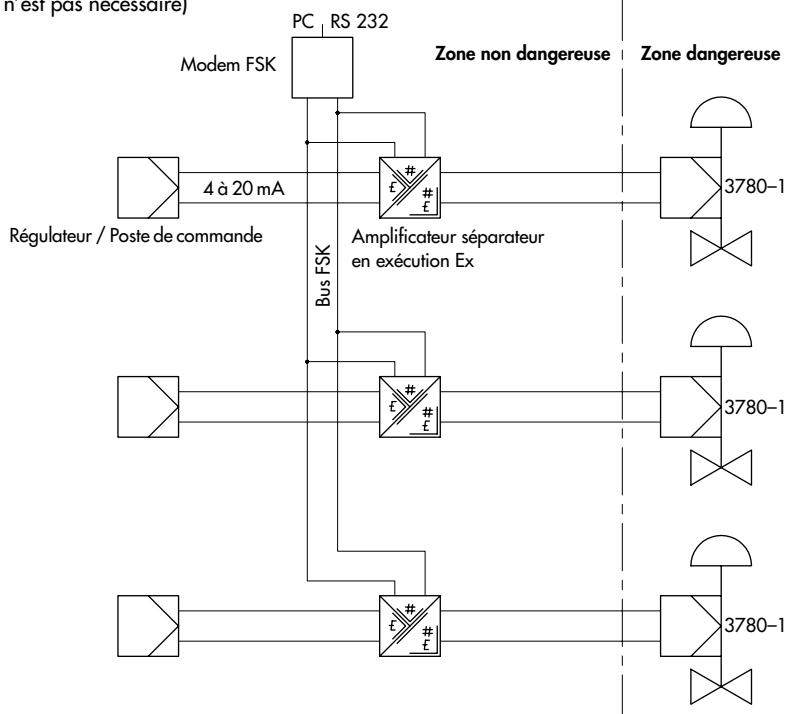 n'est pas nécessaire)
PC RS 232
Modem FSK
Zone non dangereuse
Zone dangereuse
4 à 20 mA
3780–1
Régulateur / Poste de commande
Amplificateur séparateur
en exécution Ex
Bus FSK
3780–1
3780–1